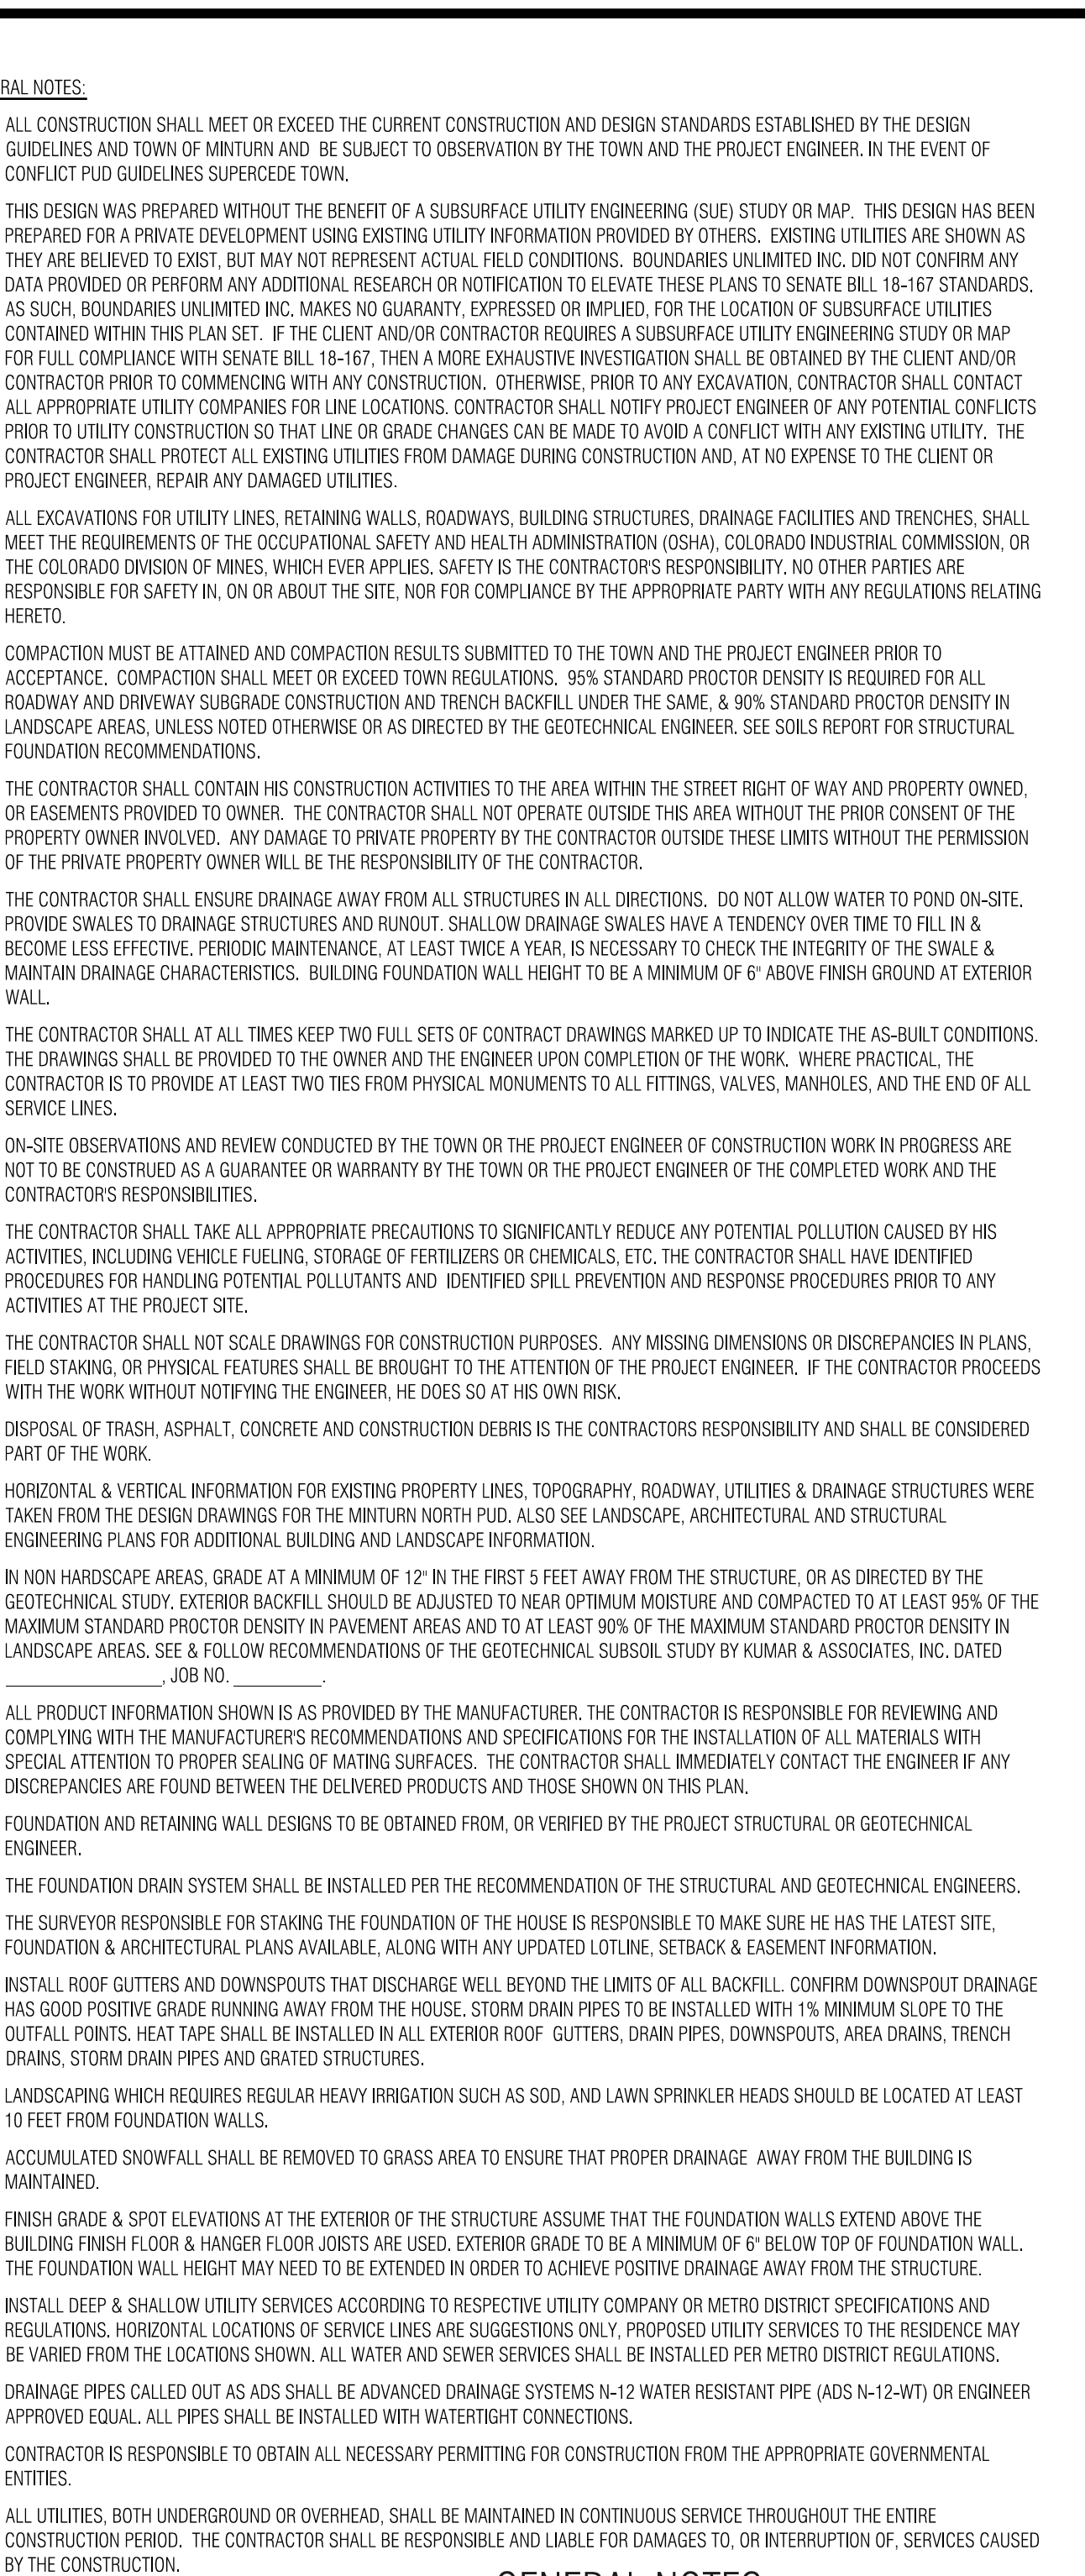 RAL NOTES:
ALL CONSTRUCTION SHALL MEET OR EXCEED THE CURRENT CONSTRUCTION AND DESIGN STANDARDS ESTABLISHED BY THE DESIGN
GUIDELINES AND TOWN OF MINTURN AND BE SUBJECT TO OBSERVATION BY THE TOWN AND THE PROJECT ENGINEER. IN THE EVENT OF
CONFLICT PUD GUIDELINES SUPERCEDE TOWN.
THIS DESIGN WAS PREPARED WITHOUT THE BENEFIT OF A SUBSURFACE UTILITY ENGINEERING (SUE) STUDY OR MAP. THIS DESIGN HAS BEEN
PREPARED FOR A PRIVATE DEVELOPMENT USING EXISTING UTILITY INFORMATION PROVIDED BY OTHERS. EXISTING UTILITIES ARE SHOWN AS
THEY ARE BELIEVED TO EXIST, BUT MAY NOT REPRESENT ACTUAL FIELD CONDITIONS. BOUNDARIES UNLIMITED INC. DID NOT CONFIRM ANY
DATA PROVIDED OR PERFORM ANY ADDITIONAL RESEARCH OR NOTIFICATION TO ELEVATE THESE PLANS TO SENATE BILL 18-167 STANDARDS.
AS SUCH, BOUNDARIES UNLIMITED INC. MAKES NO GUARANTY, EXPRESSED OR IMPLIED, FOR THE LOCATION OF SUBSURFACE UTILITIES
CONTAINED WITHIN THIS PLAN SET. IF THE CLIENT AND/OR CONTRACTOR REQUIRES A SUBSURFACE UTILITY ENGINEERING STUDY OR MAP
FOR FULL COMPLIANCE WITH SENATE BILL 18-167, THEN A MORE EXHAUSTIVE INVESTIGATION SHALL BE OBTAINED BY THE CLIENT AND/OR
CONTRACTOR PRIOR TO COMMENCING WITH ANY CONSTRUCTION. OTHERWISE, PRIOR TO ANY EXCAVATION, CONTRACTOR SHALL CONTACT
ALL APPROPRIATE UTILITY COMPANIES FOR LINE LOCATIONS. CONTRACTOR SHALL NOTIFY PROJECT ENGINEER OF ANY POTENTIAL CONFLICTS
PRIOR TO UTILITY CONSTRUCTION SO THAT LINE OR GRADE CHANGES CAN BE MADE TO AVOID A CONFLICT WITH ANY EXISTING UTILITY. THE
CONTRACTOR SHALL PROTECT ALL EXISTING UTILITIES FROM DAMAGE DURING CONSTRUCTION AND, AT NO EXPENSE TO THE CLIENT OR
PROJECT ENGINEER, REPAIR ANY DAMAGED UTILITIES.
ALL EXCAVATIONS FOR UTILITY LINES, RETAINING WALLS, ROADWAYS, BUILDING STRUCTURES, DRAINAGE FACILITIES AND TRENCHES, SHALL
MEET THE REQUIREMENTS OF THE OCCUPATIONAL SAFETY AND HEALTH ADMINISTRATION (OSHA), COLORADO INDUSTRIAL COMMISSION, OR
THE COLORADO DIVISION OF MINES, WHICH EVER APPLIES. SAFETY IS THE CONTRACTOR'S RESPONSIBILITY. NO OTHER PARTIES ARE
RESPONSIBLE FOR SAFETY IN, ON OR ABOUT THE SITE, NOR FOR COMPLIANCE BY THE APPROPRIATE PARTY WITH ANY REGULATIONS RELATING
HERETO.
COMPACTION MUST BE ATTAINED AND COMPACTION RESULTS SUBMITTED TO THE TOWN AND THE PROJECT ENGINEER PRIOR TO
ACCEPTANCE. COMPACTION SHALL MEET OR EXCEED TOWN REGULATIONS. 95% STANDARD PROCTOR DENSITY IS REQUIRED FOR ALL
ROADWAY AND DRIVEWAY SUBGRADE CONSTRUCTION AND TRENCH BACKFILL UNDER THE SAME, & 90% STANDARD PROCTOR DENSITY IN
LANDSCAPE AREAS, UNLESS NOTED OTHERWISE OR AS DIRECTED BY THE GEOTECHNICAL ENGINEER. SEE SOILS REPORT FOR STRUCTURAL
FOUNDATION RECOMMENDATIONS.
THE CONTRACTOR SHALL CONTAIN HIS CONSTRUCTION ACTIVITIES TO THE AREA WITHIN THE STREET RIGHT OF WAY AND PROPERTY OWNED,
OR EASEMENTS PROVIDED TO OWNER. THE CONTRACTOR SHALL NOT OPERATE OUTSIDE THIS AREA WITHOUT THE PRIOR CONSENT OF THE
PROPERTY OWNER INVOLVED. ANY DAMAGE TO PRIVATE PROPERTY BY THE CONTRACTOR OUTSIDE THESE LIMITS WITHOUT THE PERMISSION
OF THE PRIVATE PROPERTY OWNER WILL BE THE RESPONSIBILITY OF THE CONTRACTOR.
THE CONTRACTOR SHALL ENSURE DRAINAGE AWAY FROM ALL STRUCTURES IN ALL DIRECTIONS. DO NOT ALLOW WATER TO POND ON-SITE.
PROVIDE SWALES TO DRAINAGE STRUCTURES AND RUNOUT. SHALLOW DRAINAGE SWALES HAVE A TENDENCY OVER TIME TO FILL IN &
BECOME LESS EFFECTIVE. PERIODIC MAINTENANCE, AT LEAST TWICE A YEAR, IS NECESSARY TO CHECK THE INTEGRITY OF THE SWALE &
MAINTAIN DRAINAGE CHARACTERISTICS. BUILDING FOUNDATION WALL HEIGHT TO BE A MINIMUM OF 6" ABOVE FINISH GROUND AT EXTERIOR
WALL.
THE CONTRACTOR SHALL AT ALL TIMES KEEP TWO FULL SETS OF CONTRACT DRAWINGS MARKED UP TO INDICATE THE AS-BUILT CONDITIONS.
THE DRAWINGS SHALL BE PROVIDED TO THE OWNER AND THE ENGINEER UPON COMPLETION OF THE WORK. WHERE PRACTICAL, THE
CONTRACTOR IS TO PROVIDE AT LEAST TWO TIES FROM PHYSICAL MONUMENTS TO ALL FITTINGS, VALVES, MANHOLES, AND THE END OF ALL
SERVICE LINES.
ON-SITE OBSERVATIONS AND REVIEW CONDUCTED BY THE TOWN OR THE PROJECT ENGINEER OF CONSTRUCTION WORK IN PROGRESS ARE
NOT TO BE CONSTRUED AS A GUARANTEE OR WARRANTY BY THE TOWN OR THE PROJECT ENGINEER OF THE COMPLETED WORK AND THE
CONTRACTOR'S RESPONSIBILITIES.
THE CONTRACTOR SHALL TAKE ALL APPROPRIATE PRECAUTIONS TO SIGNIFICANTLY REDUCE ANY POTENTIAL POLLUTION CAUSED BY HIS
ACTIVITIES, INCLUDING VEHICLE FUELING, STORAGE OF FERTILIZERS OR CHEMICALS, ETC. THE CONTRACTOR SHALL HAVE IDENTIFIED
PROCEDURES FOR HANDLING POTENTIAL POLLUTANTS AND IDENTIFIED SPILL PREVENTION AND RESPONSE PROCEDURES PRIOR TO ANY
ACTIVITIES AT THE PROJECT SITE.
THE CONTRACTOR SHALL NOT SCALE DRAWINGS FOR CONSTRUCTION PURPOSES. ANY MISSING DIMENSIONS OR DISCREPANCIES IN PLANS,
FIELD STAKING, OR PHYSICAL FEATURES SHALL BE BROUGHT TO THE ATTENTION OF THE PROJECT ENGINEER. IF THE CONTRACTOR PROCEEDS
WITH THE WORK WITHOUT NOTIFYING THE ENGINEER, HE DOES SO AT HIS OWN RISK.
DISPOSAL OF TRASH, ASPHALT, CONCRETE AND CONSTRUCTION DEBRIS IS THE CONTRACTORS RESPONSIBILITY AND SHALL BE CONSIDERED
PART OF THE WORK.
HORIZONTAL & VERTICAL INFORMATION FOR EXISTING PROPERTY LINES, TOPOGRAPHY, ROADWAY, UTILITIES & DRAINAGE STRUCTURES WERE
TAKEN FROM THE DESIGN DRAWINGS FOR THE MINTURN NORTH PUD. ALSO SEE LANDSCAPE, ARCHITECTURAL AND STRUCTURAL
ENGINEERING PLANS FOR ADDITIONAL BUILDING AND LANDSCAPE INFORMATION.
IN NON HARDSCAPE AREAS, GRADE AT A MINIMUM OF 12" IN THE FIRST 5 FEET AWAY FROM THE STRUCTURE, OR AS DIRECTED BY THE
GEOTECHNICAL STUDY. EXTERIOR BACKFILL SHOULD BE ADJUSTED TO NEAR OPTIMUM MOISTURE AND COMPACTED TO AT LEAST 95% OF THE
MAXIMUM STANDARD PROCTOR DENSITY IN PAVEMENT AREAS AND TO AT LEAST 90% OF THE MAXIMUM STANDARD PROCTOR DENSITY IN
LANDSCAPE AREAS. SEE & FOLLOW RECOMMENDATIONS OF THE GEOTECHNICAL SUBSOIL STUDY BY KUMAR & ASSOCIATES, INC. DATED
________________, JOB NO. _________.
ALL PRODUCT INFORMATION SHOWN IS AS PROVIDED BY THE MANUFACTURER. THE CONTRACTOR IS RESPONSIBLE FOR REVIEWING AND
COMPLYING WITH THE MANUFACTURER'S RECOMMENDATIONS AND SPECIFICATIONS FOR THE INSTALLATION OF ALL MATERIALS WITH
SPECIAL ATTENTION TO PROPER SEALING OF MATING SURFACES. THE CONTRACTOR SHALL IMMEDIATELY CONTACT THE ENGINEER IF ANY
DISCREPANCIES ARE FOUND BETWEEN THE DELIVERED PRODUCTS AND THOSE SHOWN ON THIS PLAN.
FOUNDATION AND RETAINING WALL DESIGNS TO BE OBTAINED FROM, OR VERIFIED BY THE PROJECT STRUCTURAL OR GEOTECHNICAL
ENGINEER.
THE FOUNDATION DRAIN SYSTEM SHALL BE INSTALLED PER THE RECOMMENDATION OF THE STRUCTURAL AND GEOTECHNICAL ENGINEERS.
THE SURVEYOR RESPONSIBLE FOR STAKING THE FOUNDATION OF THE HOUSE IS RESPONSIBLE TO MAKE SURE HE HAS THE LATEST SITE,
FOUNDATION & ARCHITECTURAL PLANS AVAILABLE, ALONG WITH ANY UPDATED LOTLINE, SETBACK & EASEMENT INFORMATION.
INSTALL ROOF GUTTERS AND DOWNSPOUTS THAT DISCHARGE WELL BEYOND THE LIMITS OF ALL BACKFILL. CONFIRM DOWNSPOUT DRAINAGE
HAS GOOD POSITIVE GRADE RUNNING AWAY FROM THE HOUSE. STORM DRAIN PIPES TO BE INSTALLED WITH 1% MINIMUM SLOPE TO THE
OUTFALL POINTS. HEAT TAPE SHALL BE INSTALLED IN ALL EXTERIOR ROOF GUTTERS, DRAIN PIPES, DOWNSPOUTS, AREA DRAINS, TRENCH
DRAINS, STORM DRAIN PIPES AND GRATED STRUCTURES.
LANDSCAPING WHICH REQUIRES REGULAR HEAVY IRRIGATION SUCH AS SOD, AND LAWN SPRINKLER HEADS SHOULD BE LOCATED AT LEAST
10 FEET FROM FOUNDATION WALLS.
ACCUMULATED SNOWFALL SHALL BE REMOVED TO GRASS AREA TO ENSURE THAT PROPER DRAINAGE AWAY FROM THE BUILDING IS
MAINTAINED.
FINISH GRADE & SPOT ELEVATIONS AT THE EXTERIOR OF THE STRUCTURE ASSUME THAT THE FOUNDATION WALLS EXTEND ABOVE THE
BUILDING FINISH FLOOR & HANGER FLOOR JOISTS ARE USED. EXTERIOR GRADE TO BE A MINIMUM OF 6" BELOW TOP OF FOUNDATION WALL.
THE FOUNDATION WALL HEIGHT MAY NEED TO BE EXTENDED IN ORDER TO ACHIEVE POSITIVE DRAINAGE AWAY FROM THE STRUCTURE.
INSTALL DEEP & SHALLOW UTILITY SERVICES ACCORDING TO RESPECTIVE UTILITY COMPANY OR METRO DISTRICT SPECIFICATIONS AND
REGULATIONS. HORIZONTAL LOCATIONS OF SERVICE LINES ARE SUGGESTIONS ONLY, PROPOSED UTILITY SERVICES TO THE RESIDENCE MAY
BE VARIED FROM THE LOCATIONS SHOWN. ALL WATER AND SEWER SERVICES SHALL BE INSTALLED PER METRO DISTRICT REGULATIONS.
DRAINAGE PIPES CALLED OUT AS ADS SHALL BE ADVANCED DRAINAGE SYSTEMS N-12 WATER RESISTANT PIPE (ADS N-12-WT) OR ENGINEER
APPROVED EQUAL. ALL PIPES SHALL BE INSTALLED WITH WATERTIGHT CONNECTIONS.
CONTRACTOR IS RESPONSIBLE TO OBTAIN ALL NECESSARY PERMITTING FOR CONSTRUCTION FROM THE APPROPRIATE GOVERNMENTAL
ENTITIES.
ALL UTILITIES, BOTH UNDERGROUND OR OVERHEAD, SHALL BE MAINTAINED IN CONTINUOUS SERVICE THROUGHOUT THE ENTIRE
CONSTRUCTION PERIOD. THE CONTRACTOR SHALL BE RESPONSIBLE AND LIABLE FOR DAMAGES TO, OR INTERRUPTION OF, SERVICES CAUSED
BY THE CONSTRUCTION.
GENERAL NOTES